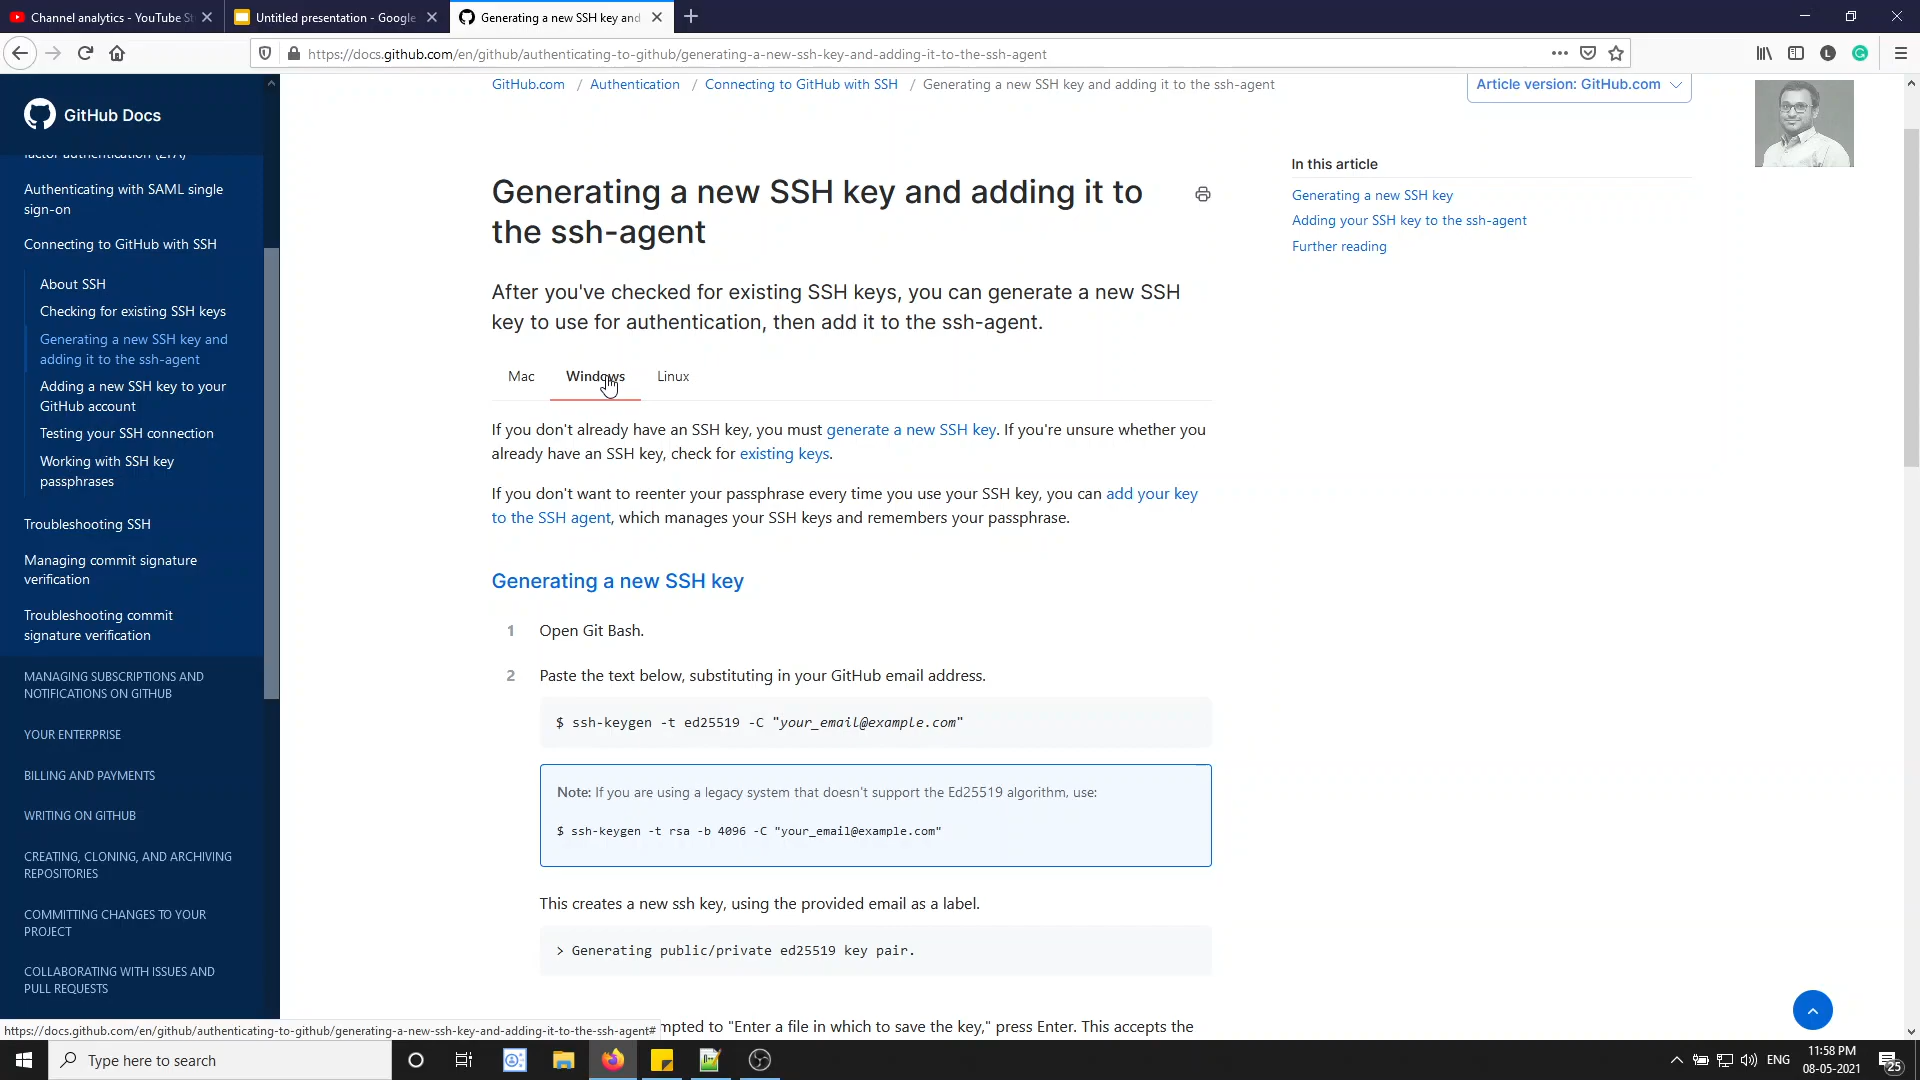 Channel analytics - YouTube St
Untitled presentation - Google
Generating a new SSH key and
https://docs.github.com/en/github/authenticating-to-github/generating-a-new-ssh-key-and-adding-it-to-the-ssh-agent
GitHub Docs
factor authentication (2FA)
Authenticating with SAML single
sign-on
Connecting to GitHub with SSH
About SSH
Checking for existing SSH keys
Generating a new SSH key and
adding it to the ssh-agent
Adding a new SSH key to your
GitHub account
Testing your SSH connection
Working with SSH key
passphrases
Troubleshooting SSH
Managing commit signature
verification
Troubleshooting commit
signature verification
MANAGING SUBSCRIPTIONS AND
NOTIFICATIONS ON GITHUB
YOUR ENTERPRISE
BILLING AND PAYMENTS
WRITING ON GITHUB
CREATING, CLONING, AND ARCHIVING
REPOSITORIES
COMMITTING CHANGES TO YOUR
PROJECT
COLLABORATING WITH ISSUES AND
PULL REQUESTS
GitHub.com / Authentication / Connecting to GitHub with SSH / Generating a new SSH key and adding it to the ssh-agent
Article version: GitHub.com
Generating a new SSH key and adding it to
the ssh-agent
After you've checked for existing SSH keys, you can generate a new SSH
key to use for authentication, then add it to the ssh-agent.
Mac Windows Linux
If you don't already have an SSH key, you must generate a new SSH key. If you're unsure whether you
already have an SSH key, check for existing keys.
If you don't want to reenter your passphrase every time you use your SSH key, you can add your key
to the SSH agent, which manages your SSH keys and remembers your passphrase.
Generating a new SSH key
1 Open Git Bash.
2 Paste the text below, substituting in your GitHub email address.
$ ssh-keygen -t ed25519 -C "your_email@example.com"
Note: If you are using a legacy system that doesn't support the Ed25519 algorithm, use:
$ ssh-keygen -t rsa -b 4096 -C "your_email@example.com"
This creates a new ssh key, using the provided email as a label.
> Generating public/private ed25519 key pair.
mpted to "Enter a file in which to save the key," press Enter. This accepts the
In this article
Generating a new SSH key
Adding your SSH key to the ssh-agent
Further reading
https://docs.github.com/en/github/authenticating-to-github/generating-a-new-ssh-key-and-adding-it-to-the-ssh-agent#
Type here to search
ENG
11:58 PM
08-05-2021
25
L